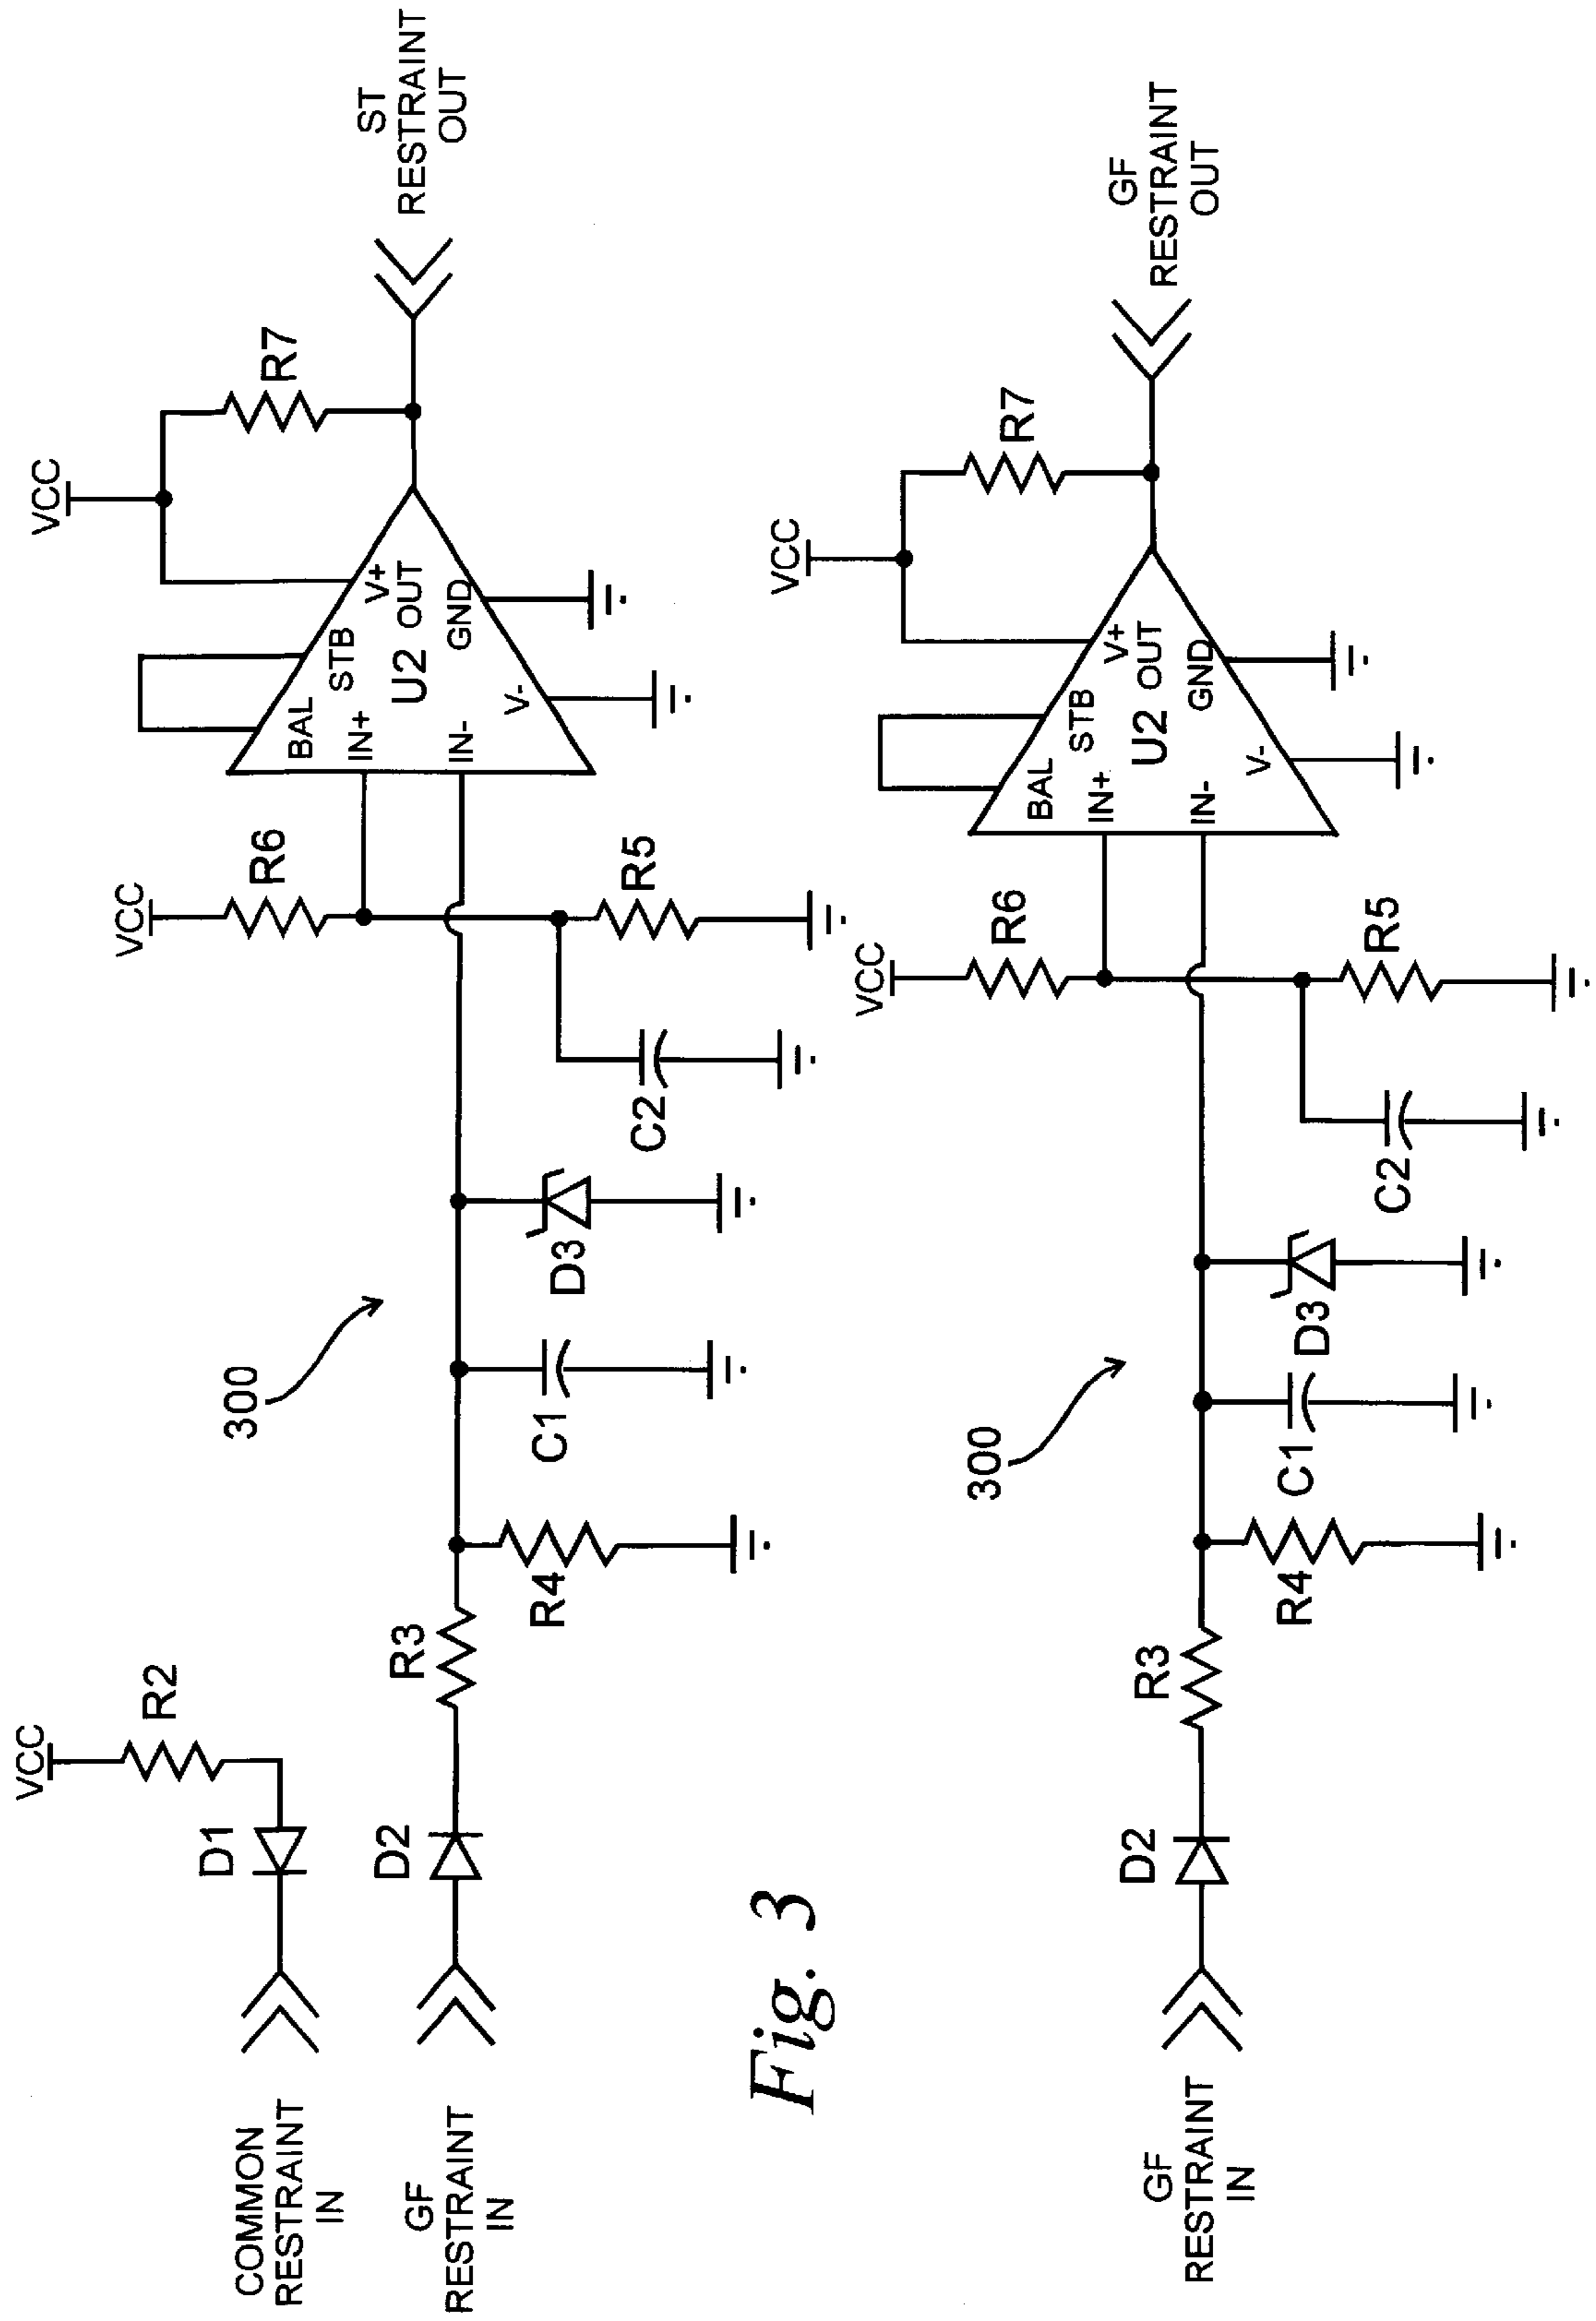 VCC
R2
D1
COMMON
RESTRAINT
IN
GF
RESTRAINT
IN
D2
R3
R4
C1
300
D3
C2
VCC
R6
R5
BAL
STB
IN+
IN-
U2
V+
OUT
GND
V-
VCC
R7
ST
RESTRAINT
OUT
Fig. 3
GF
RESTRAINT
IN
D2
R3
R4
C1
300
D3
C2
VCC
R6
R5
BAL
STB
IN+
IN-
U2
V+
OUT
GND
V-
VCC
R7
GF
RESTRAINT
OUT